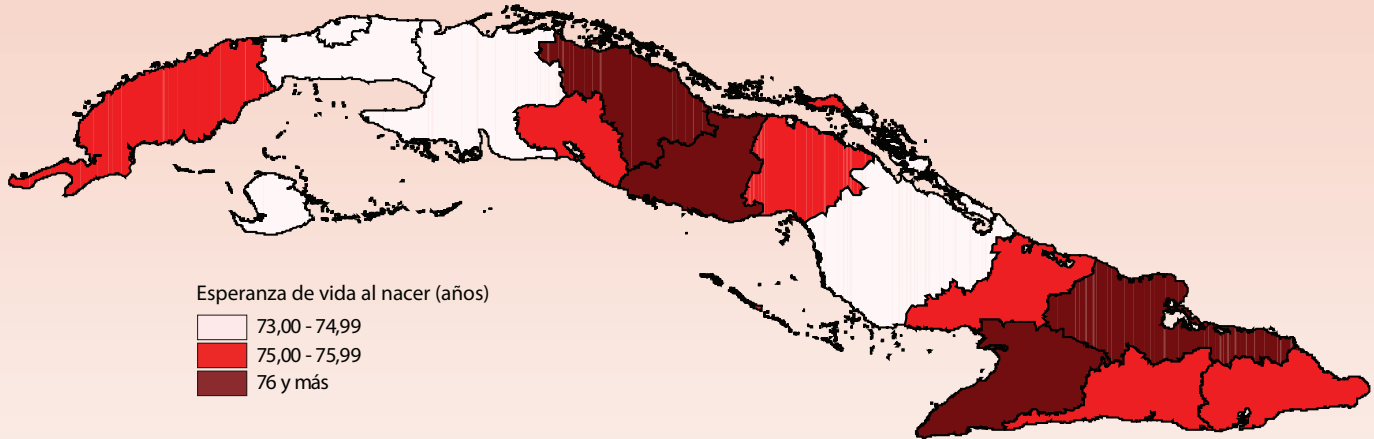 Esperanza de vida al nacer (años)
73,00 - 74,99
75,00 - 75,99
76 y más